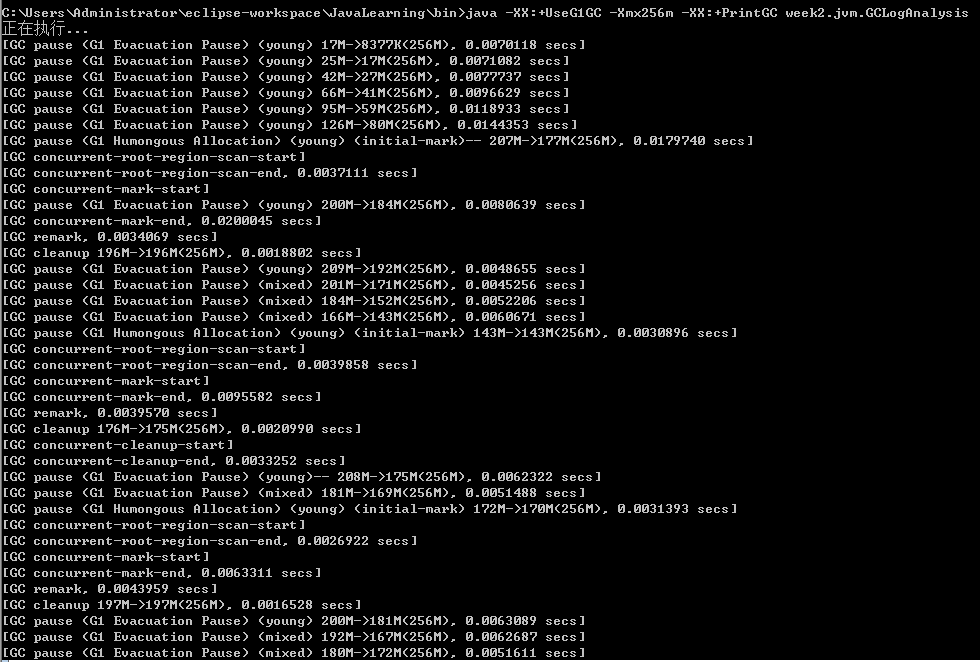 C:\Users\Administrator\eclipse-workspace\JavaLearning\bin>java -XX:+UseG1GC -Xmx256m -XX:+PrintGC week2.jvm.GCLogAnalysis
正在执行...
[GC pause (G1 Evacuation Pause) (young) 17M->8377K(256M), 0.0070118 secs]
[GC pause (G1 Evacuation Pause) (young) 25M->17M(256M), 0.0071082 secs]
[GC pause (G1 Evacuation Pause) (young) 42M->27M(256M), 0.0077737 secs]
[GC pause (G1 Evacuation Pause) (young) 66M->41M(256M), 0.0096629 secs]
[GC pause (G1 Evacuation Pause) (young) 95M->59M(256M), 0.0118933 secs]
[GC pause (G1 Evacuation Pause) (young) 126M->80M(256M), 0.0144353 secs]
[GC pause (G1 Humongous Allocation) (young) (initial-mark)-- 207M->177M(256M), 0.0179740 secs]
[GC concurrent-root-region-scan-start]
[GC concurrent-root-region-scan-end, 0.0037111 secs]
[GC concurrent-mark-start]
[GC pause (G1 Evacuation Pause) (young) 200M->184M(256M), 0.0080639 secs]
[GC concurrent-mark-end, 0.0200045 secs]
[GC remark, 0.0034069 secs]
[GC cleanup 196M->196M(256M), 0.0018802 secs]
[GC pause (G1 Evacuation Pause) (young) 209M->192M(256M), 0.0048655 secs]
[GC pause (G1 Evacuation Pause) (mixed) 201M->171M(256M), 0.0045256 secs]
[GC pause (G1 Evacuation Pause) (mixed) 184M->152M(256M), 0.0052206 secs]
[GC pause (G1 Evacuation Pause) (mixed) 166M->143M(256M), 0.0060671 secs]
[GC pause (G1 Humongous Allocation) (young) (initial-mark) 143M->143M(256M), 0.0030896 secs]
[GC concurrent-root-region-scan-start]
[GC concurrent-root-region-scan-end, 0.0039858 secs]
[GC concurrent-mark-start]
[GC concurrent-mark-end, 0.0095582 secs]
[GC remark, 0.0039570 secs]
[GC cleanup 176M->175M(256M), 0.0020990 secs]
[GC concurrent-cleanup-start]
[GC concurrent-cleanup-end, 0.0033252 secs]
[GC pause (G1 Evacuation Pause) (young)-- 208M->175M(256M), 0.0062322 secs]
[GC pause (G1 Evacuation Pause) (mixed) 181M->169M(256M), 0.0051488 secs]
[GC pause (G1 Humongous Allocation) (young) (initial-mark) 172M->170M(256M), 0.0031393 secs]
[GC concurrent-root-region-scan-start]
[GC concurrent-root-region-scan-end, 0.0026922 secs]
[GC concurrent-mark-start]
[GC concurrent-mark-end, 0.0063311 secs]
[GC remark, 0.0043959 secs]
[GC cleanup 197M->197M(256M), 0.0016528 secs]
[GC pause (G1 Evacuation Pause) (young) 200M->181M(256M), 0.0063089 secs]
[GC pause (G1 Evacuation Pause) (mixed) 192M->167M(256M), 0.0062687 secs]
[GC pause (G1 Evacuation Pause) (mixed) 180M->172M(256M), 0.0051611 secs]